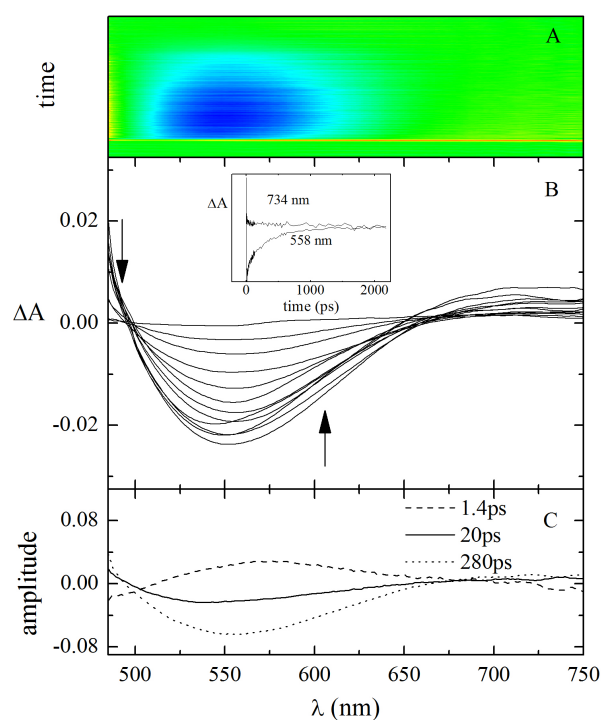 A
time
B
0.02
ΔA
734 nm
558 nm
0
1000
2000
time (ps)
ΔA
0.00
-0.02
C
1.4ps
20ps
280ps
0.08
amplitude
0.00
-0.08
500
550
600
650
700
750
λ (nm)